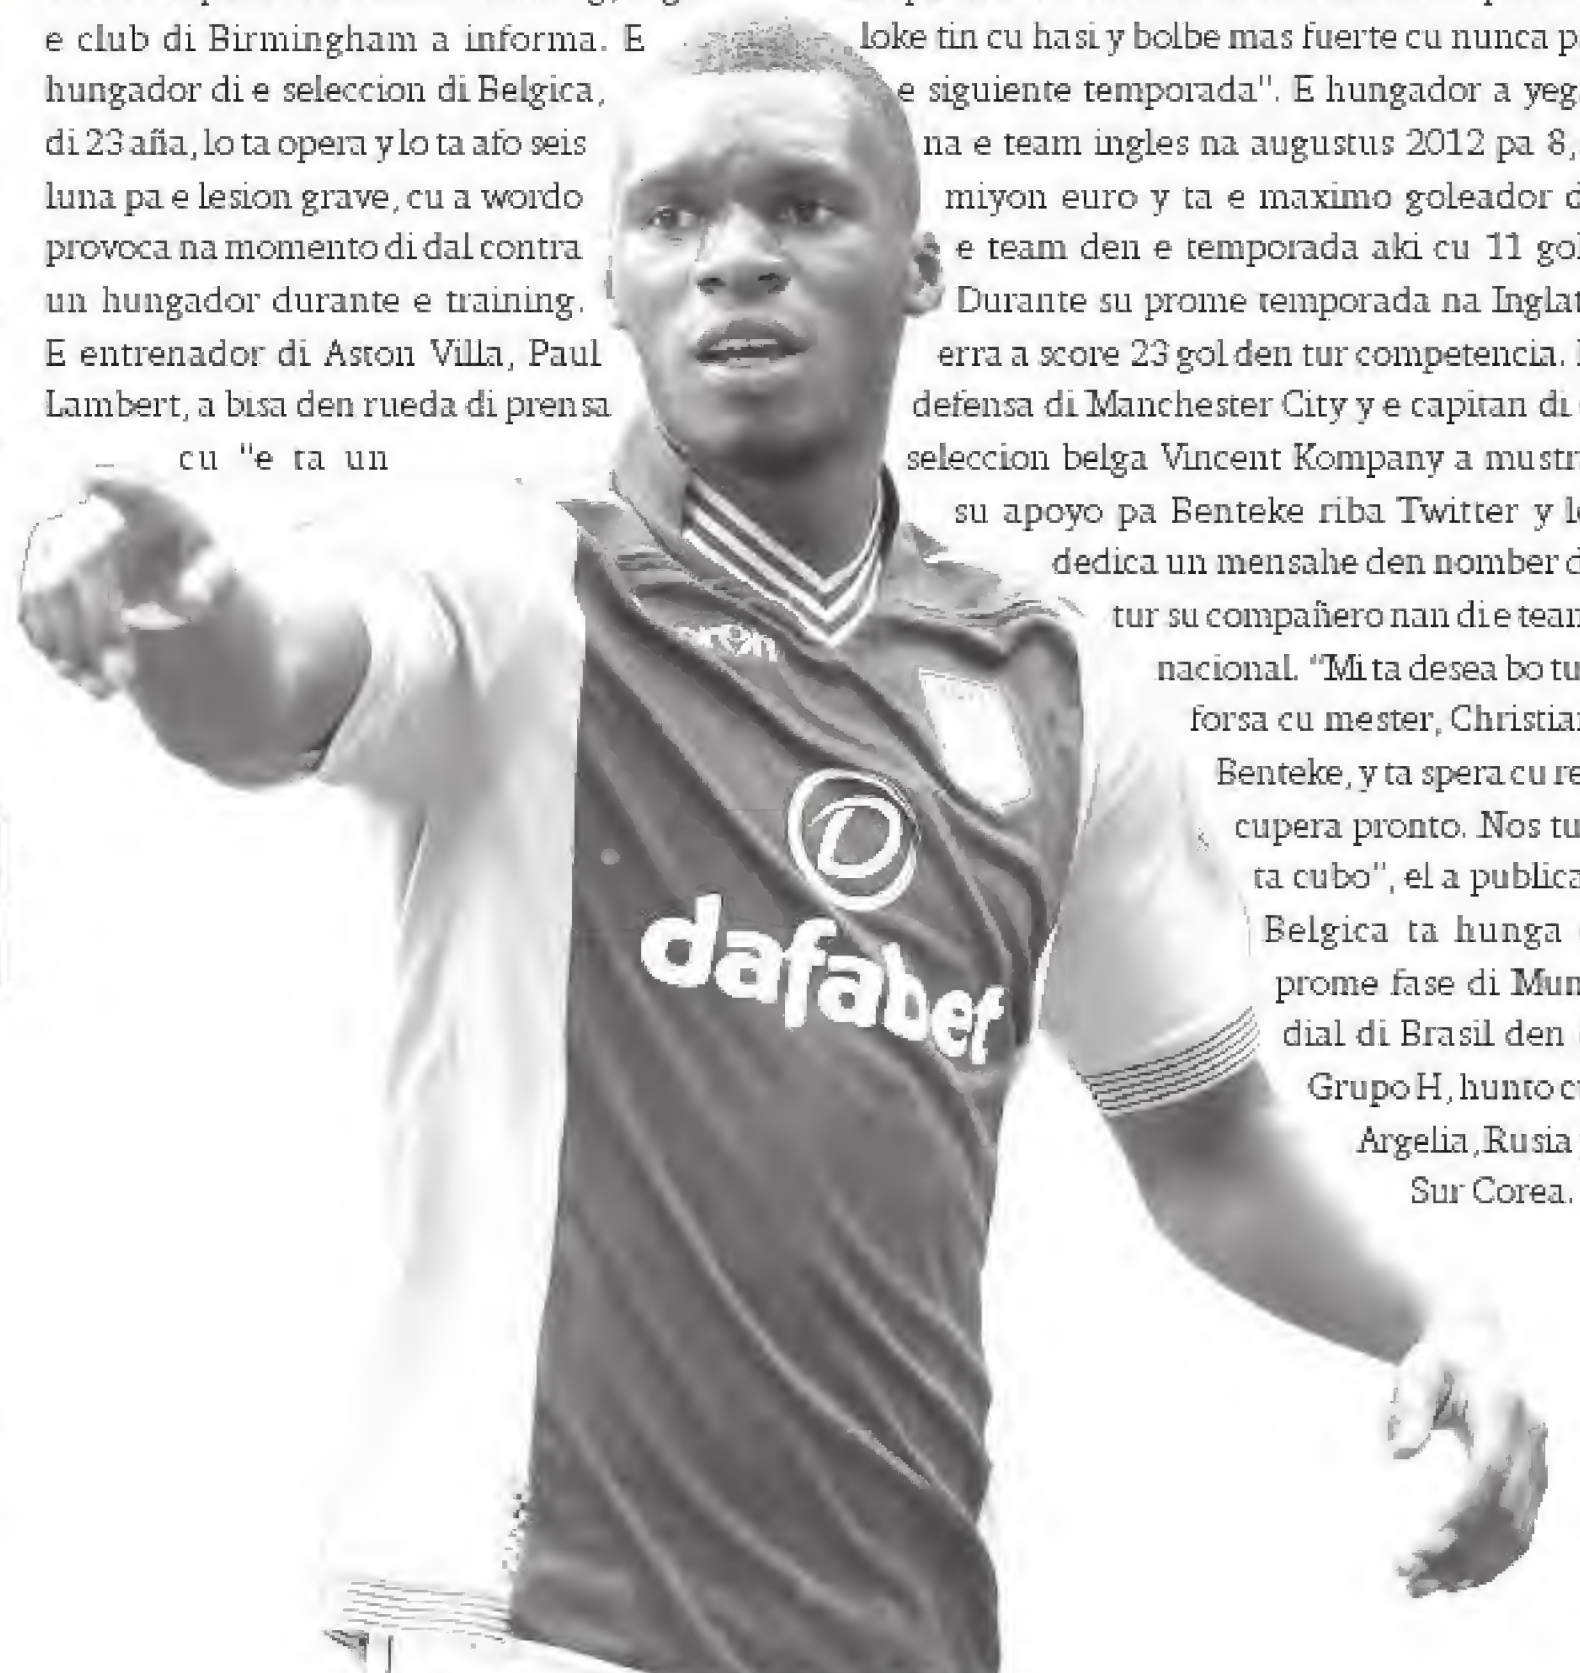 e club di Birmingham a informa. E
hungador di e seleccion di Belgica,
di 23 aña, lo ta opera y lo ta afo seis
luna pa e lesion grave, cu a wordo
provoca na momento di dal contra
un hungador durante e training.
E entrenador di Aston Villa, Paul
Lambert, a bisa den rueda di prensa
cu "e ta un
loke tin cu hasi y bolbe mas fuerte cu nunca
e siguiente temporada". E hungador a
na e team ingles na augustus 2012 pa 8,
miyon euro y ta e maximo goleador
e team den e temporada aki cu 11
Durante su prome temporada na Inglat
erra a score 23 gol den tur competencia.
defensa di Manchester City y e capitan di
seleccion belga Vincent Kompany a
su apoyo pa Benteke riba Twitter y
dedica un mensahe den nomber
tur su compañero nan di e
nacional. "Mi ta desea bo
forsa cu mester,
Benteke, y ta spera cu re
cupera pronto. Nos
ta cubo", el a publica
Belgica ta hunga
prome fase di Mun
dial di Brasil den
Grupo H, hunto
Argelia, Rusia
Sur Corea.
D
dafabet